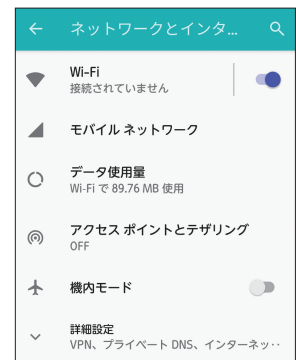 ネットワークとインタ...
Wi-Fi
接続されていません
モバイル ネットワーク
データ使用量
Wi-Fi で 89.76 MB 使用
アクセス ポイントとテザリング
OFF
機内モード
詳細設定
VPN、プライベート DNS、インターネッ‥